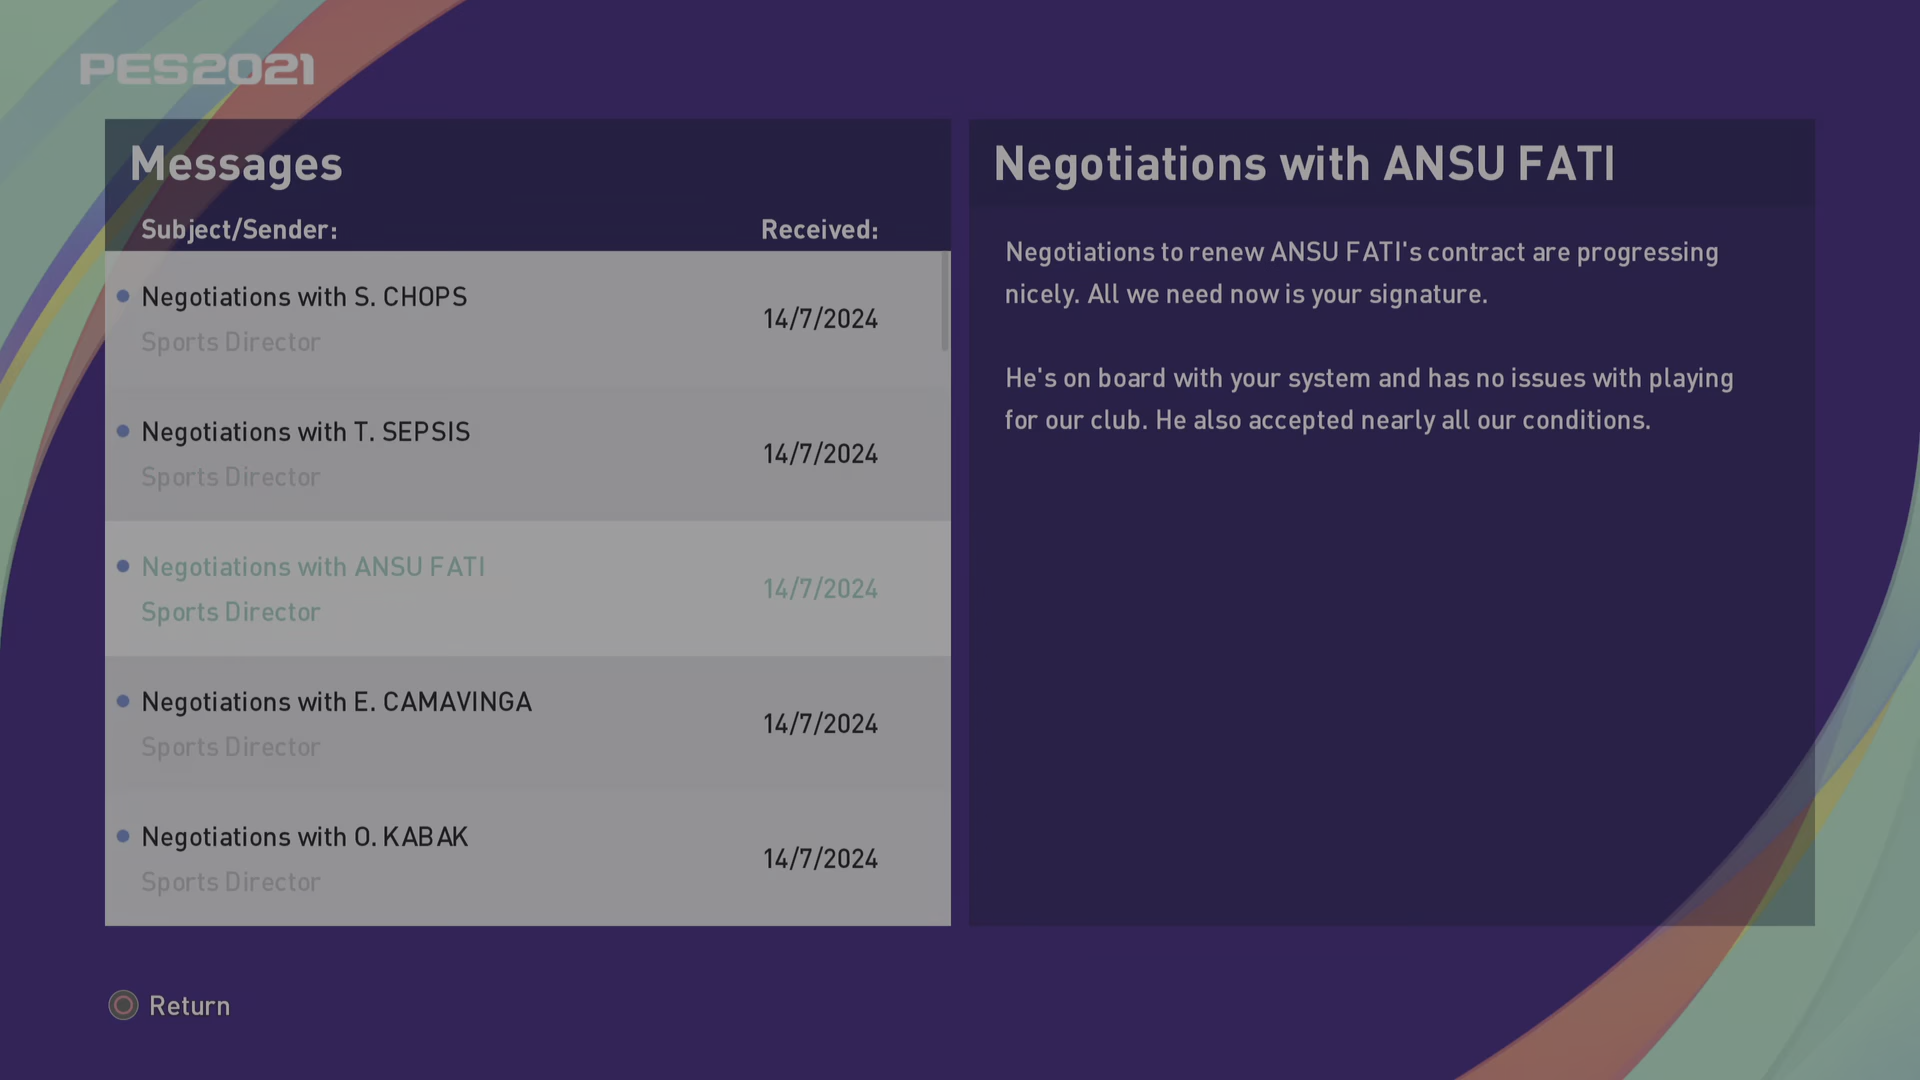 PES2021
Messages
Subject/Sender: Received:
Negotiations with S. CHOPS
Sports Director
14/7/2024
Negotiations with T. SEPSIS
Sports Director
14/7/2024
Negotiations with ANSU FATI
Sports Director
14/7/2024
Negotiations with E. CAMAVINGA
Sports Director
14/7/2024
Negotiations with O. KABAK
Sports Director
14/7/2024
Negotiations with ANSU FATI
Negotiations to renew ANSU FATI's contract are progressing
nicely. All we need now is your signature.
He's on board with your system and has no issues with playing
for our club. He also accepted nearly all our conditions.
Return